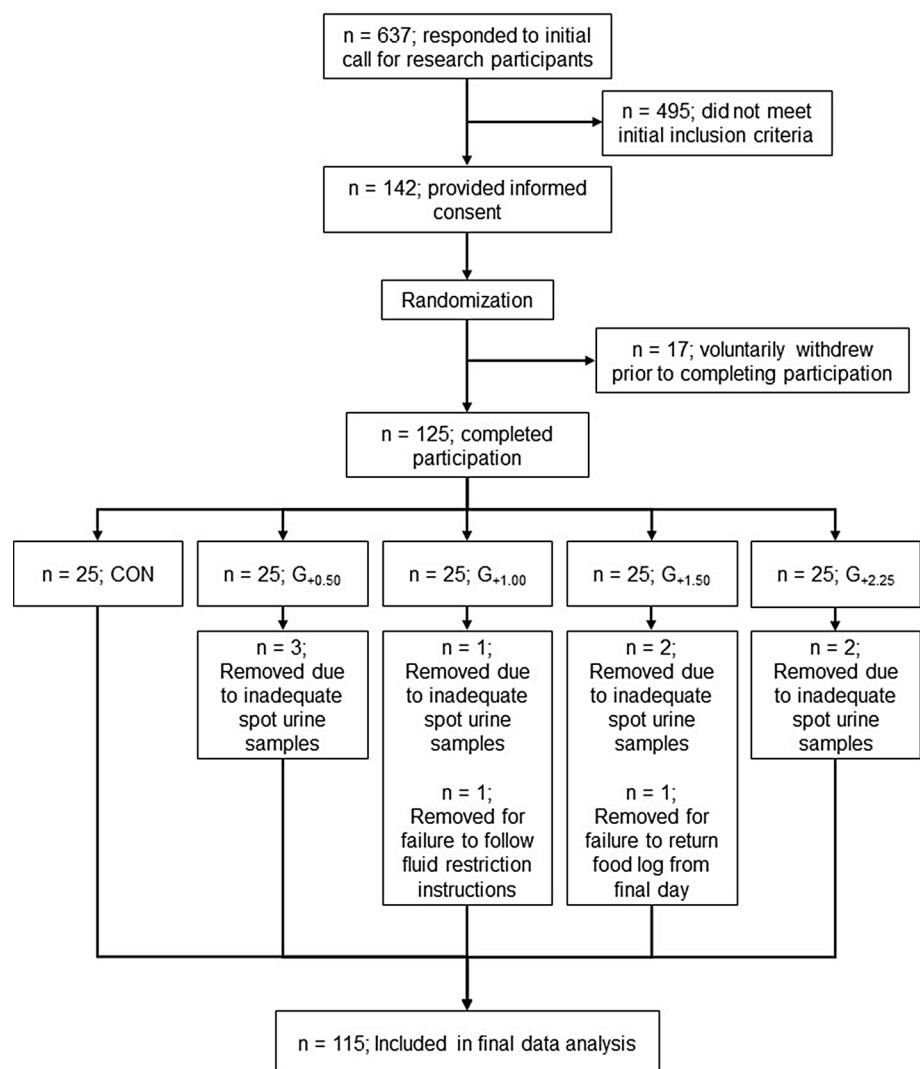 n = 637; responded to initial
call for research participants
n = 495; did not meet
initial inclusion criteria
n = 142; provided informed
consent
Randomization
n = 17; voluntarily withdrew
prior to completing participation
n = 125; completed
participation
n = 25; CON
n = 25; G+0.50
n = 25; G+1.00
n = 25; G+1.50
n = 25; G+2.25
n = 3;
Removed due
to inadequate
spot urine
samples
n = 1;
Removed due
to inadequate
spot urine
samples
n = 1;
Removed for
failure to follow
fluid restriction
instructions
n = 2;
Removed due
to inadequate
spot urine
samples
n = 1;
Removed for
failure to return
food log from
final day
n = 2;
Removed due
to inadequate
spot urine
samples
n = 115; Included in final data analysis